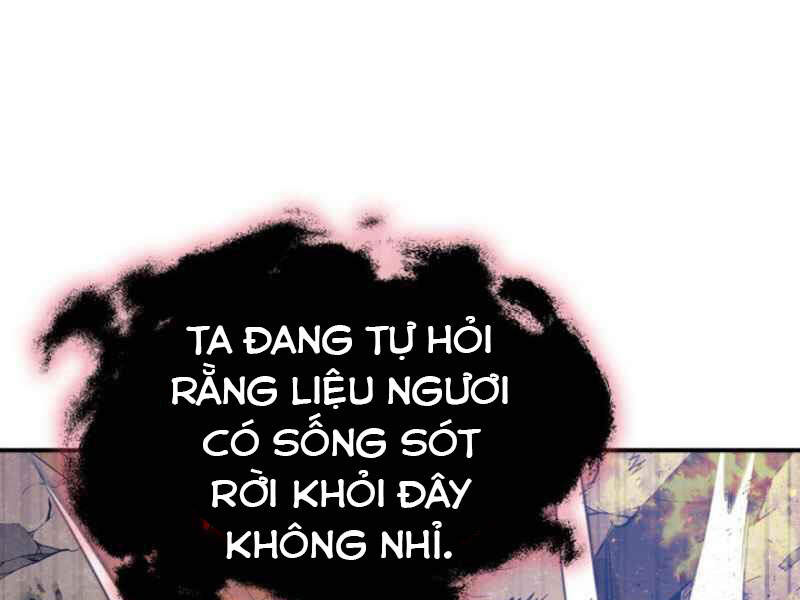 TA ĐANG TỰ HỎI
RẰNG LIỆU NGƯƠI
CÓ SỐNG SÓT
RỜI KHỎI ĐÂY
KHÔNG NHỈ.